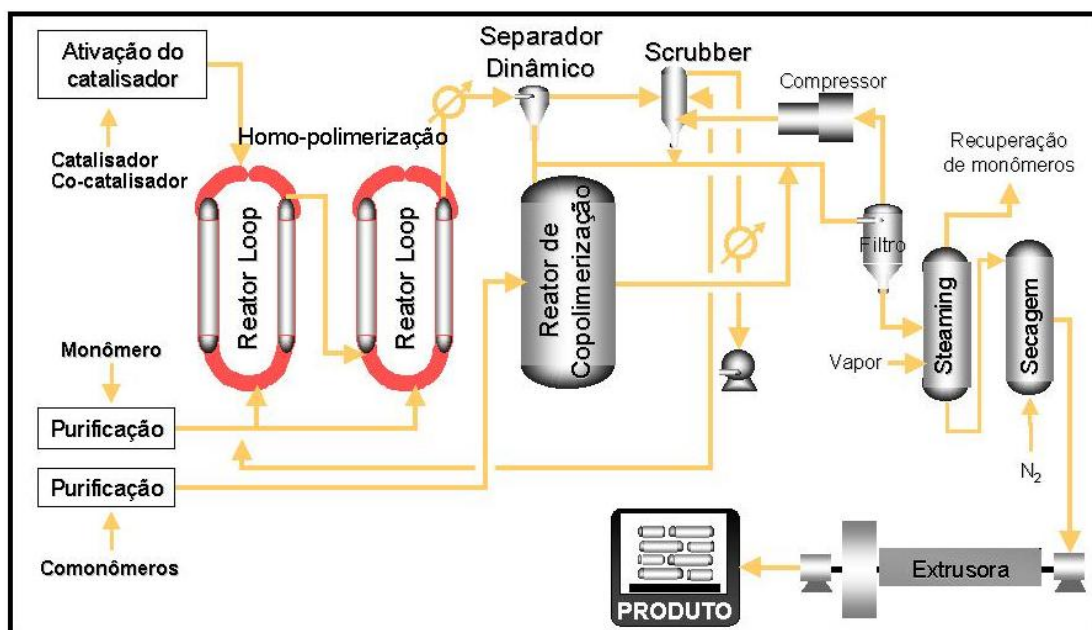 Ativação do
catalisador
Separador
Dinâmico
Scrubber
Compressor
Homo-polimerização
Recuperação
de monômeros
Catalisador
Co-catalisador
Reator Loop
Reator Loop
Reator de
Copolimerização
Filtro
Steaming
Secagem
Monômero
Vapor
Purificação
Purificação
N₂
Comonômeros
Extrusora
PRODUTO